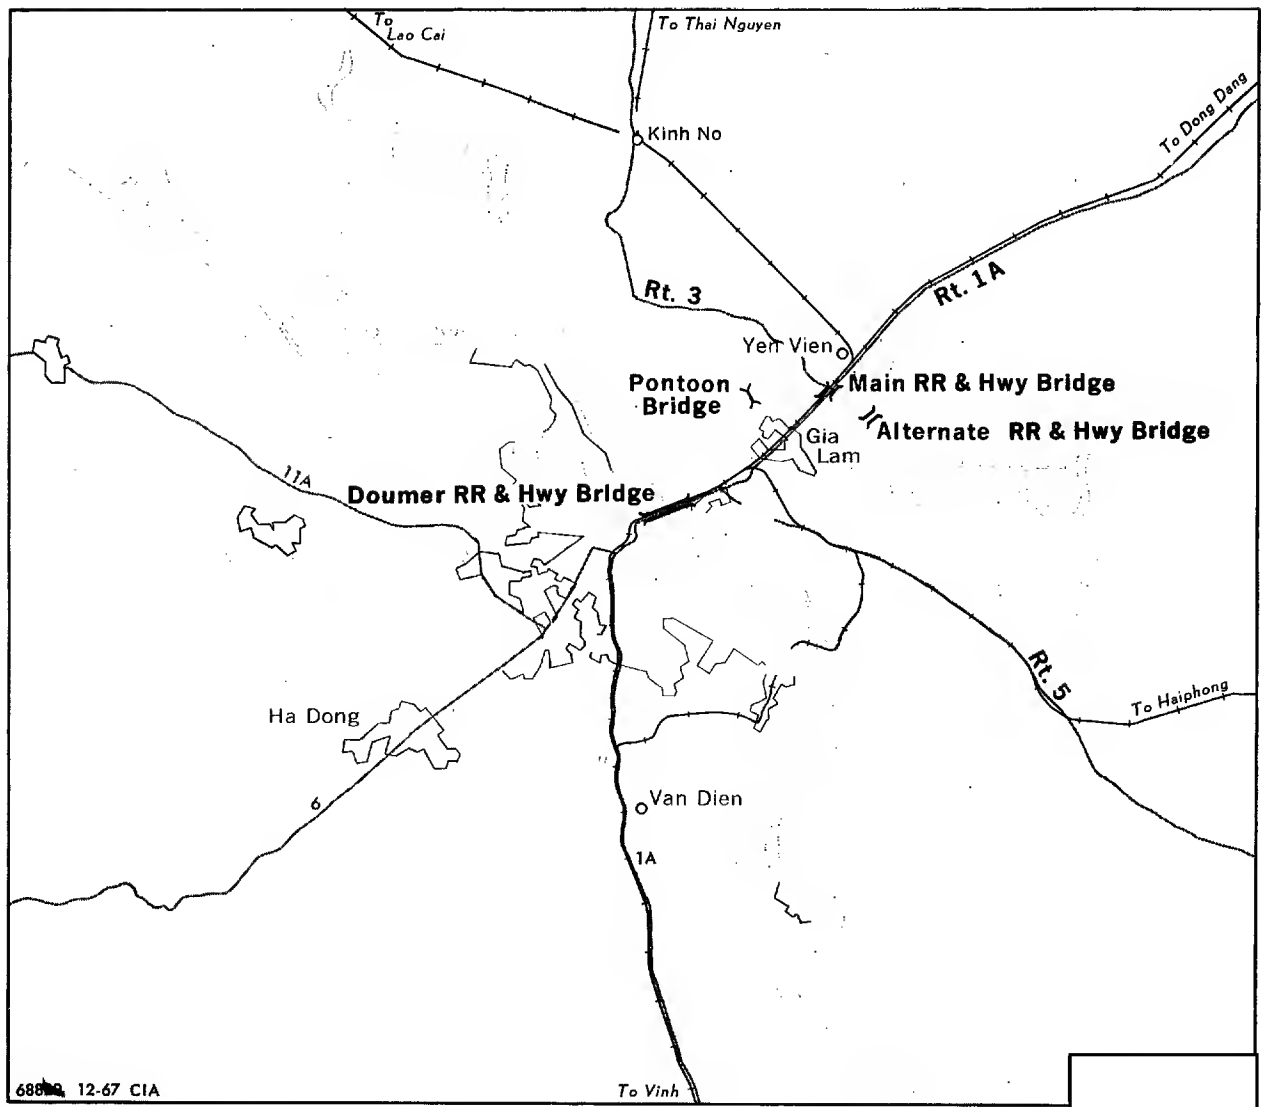 To
Lao Cai
To Thai Nguyen
To Dong Dang
Kinh No
Rt. 1A
Rt. 3
Yen Vien
Pontoon
Bridge
Main RR & Hwy Bridge
Alternate RR & Hwy Bridge
Gia
Lam
11A
Doumer RR & Hwy Bridge
Rt. 5
To Haiphong
Ha Dong
6
Van Dien
1A
12-67 CIA
To Vinh